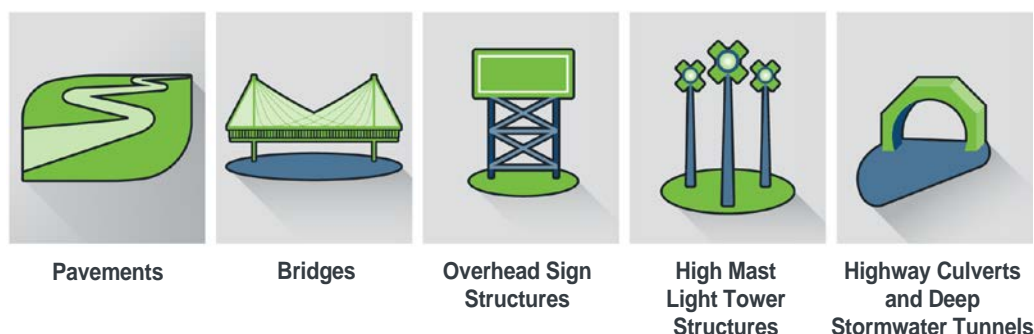 Pavements
Bridges
Overhead Sign
Structures
High Mast
Light Tower
Structures
Highway Culverts
and Deep
Stormwater Tunnels